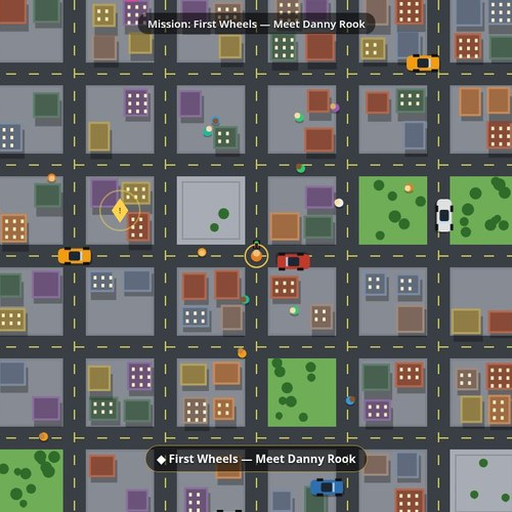 Mission: First Wheels — Meet Danny Rook
◆ First Wheels — Meet Danny Rook